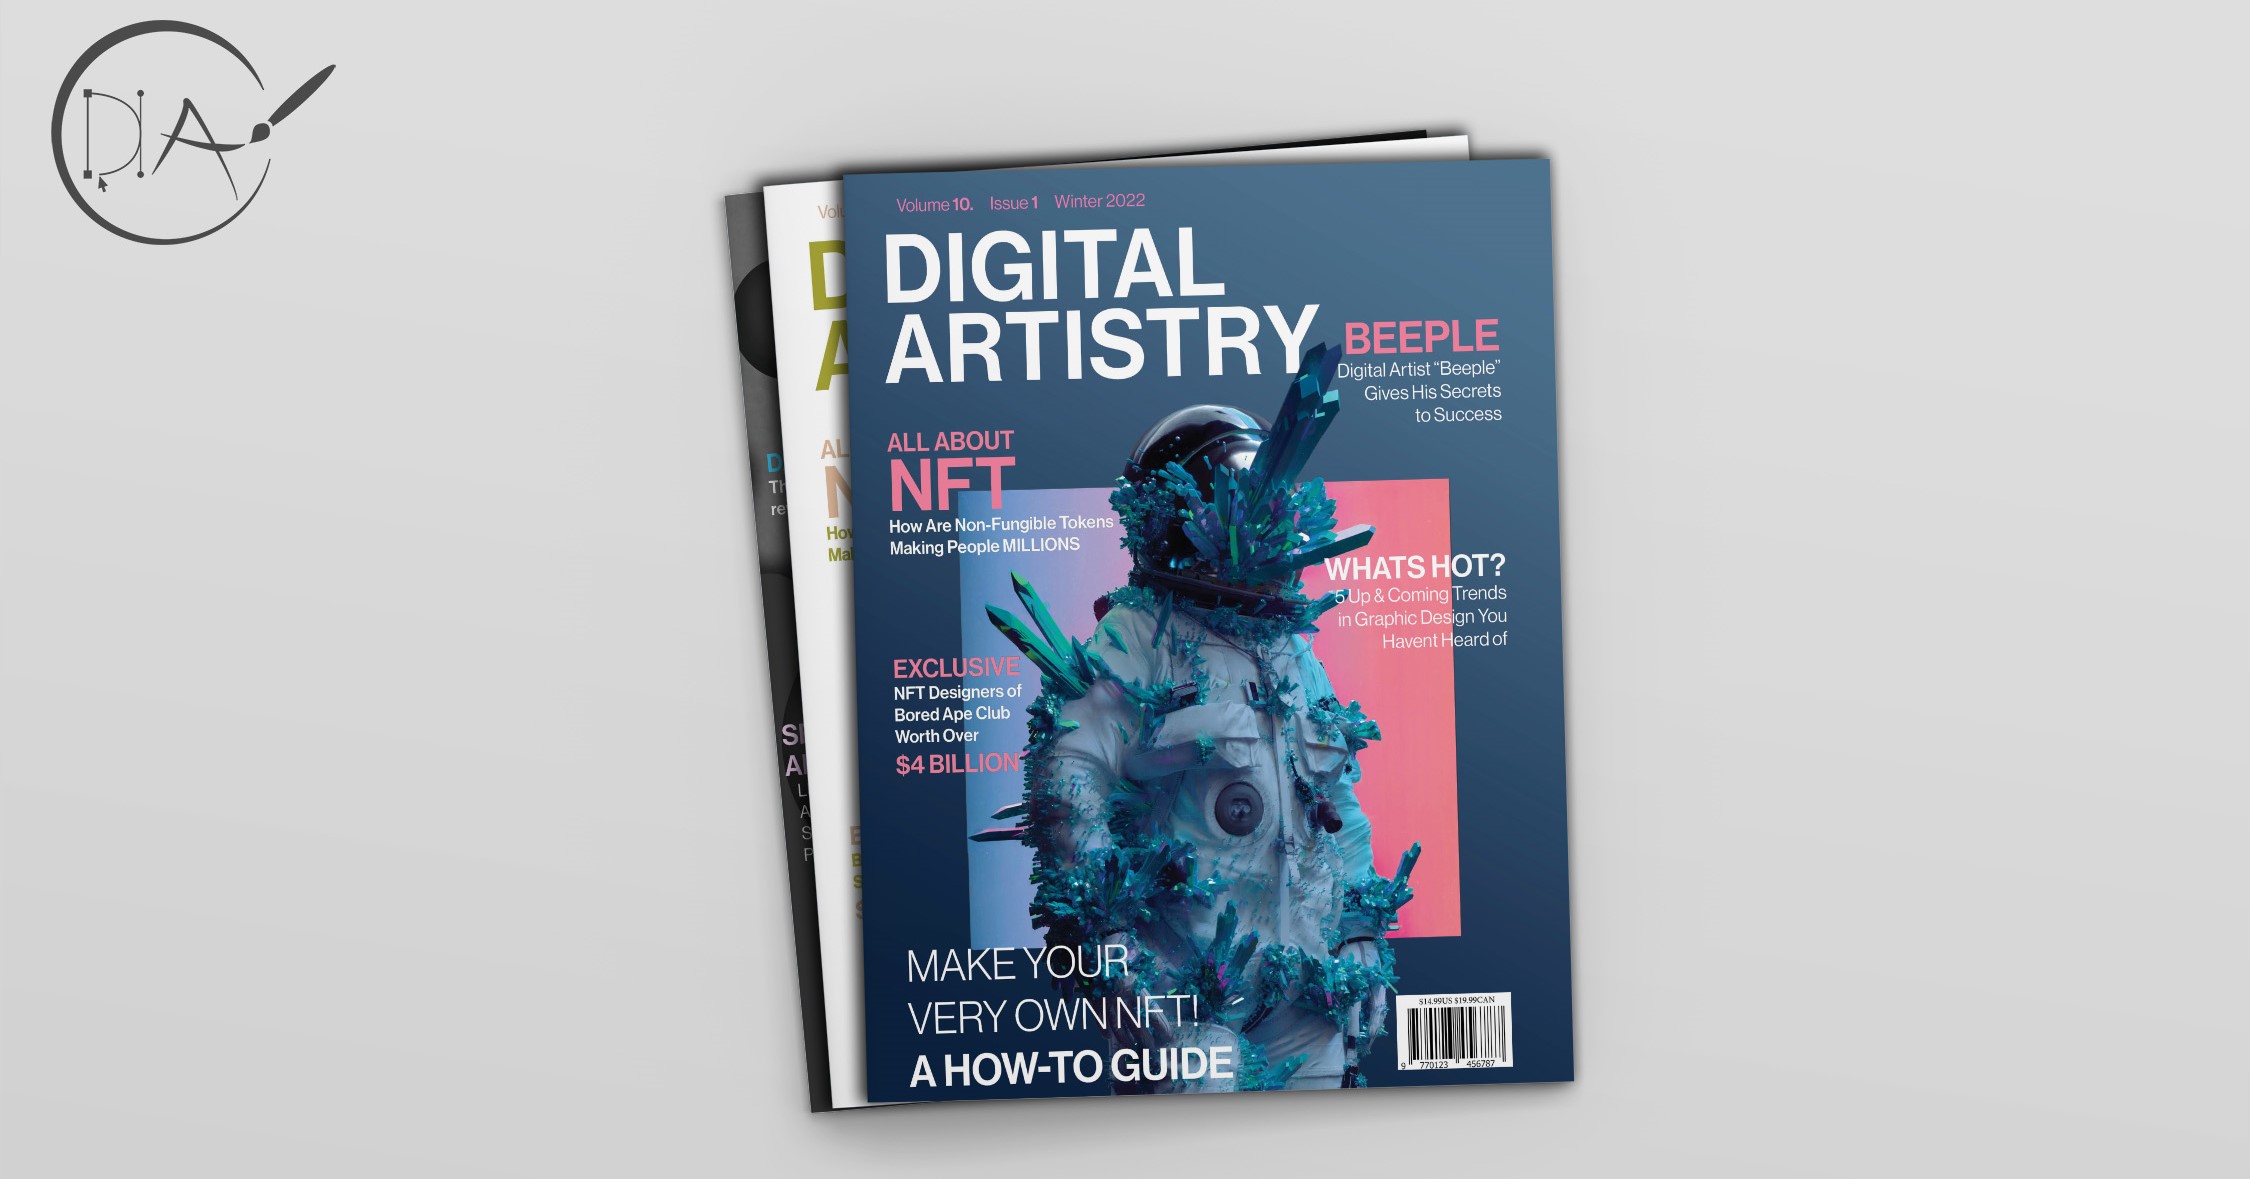 DIA
Volume 10. Issue 1 Winter 2022
DIGITAL
ARTISTRY
BEEPLE
Digital Artist “Beeple”
Gives His Secrets
to Success
ALL ABOUT
NFT
How Are Non-Fungible Tokens
Making People MILLIONS
WHATS HOT?
5 Up & Coming Trends
in Graphic Design You
Havent Heard of
EXCLUSIVE
NFT Designers of
Bored Ape Club
Worth Over
$4 BILLION
MAKE YOUR
VERY OWN NFT!
A HOW-TO GUIDE
$14.99US $19.99CAN
9 770123 456787